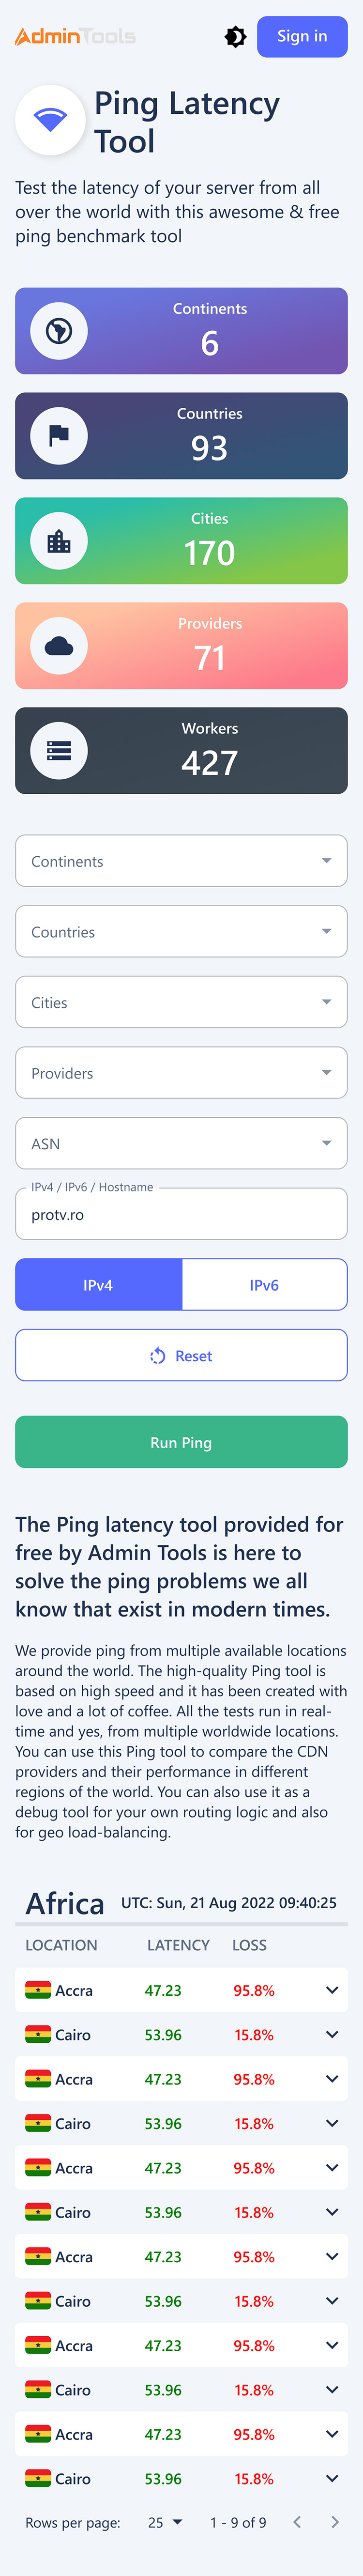 AdminTools
Sign in
Ping Latency
Tool
Test the latency of your server from all
over the world with this awesome & free
ping benchmark tool
Continents
6
Countries
93
Cities
170
Providers
71
Workers
427
Continents
Countries
Cities
Providers
ASN
IPv4 / IPv6 / Hostname
protv.ro
IPv4 IPv6
Reset
Run Ping
The Ping latency tool provided for
free by Admin Tools is here to
solve the ping problems we all
know that exist in modern times.
We provide ping from multiple available locations
around the world. The high-quality Ping tool is
based on high speed and it has been created with
love and a lot of coffee. All the tests run in real-
time and yes, from multiple worldwide locations.
You can use this Ping tool to compare the CDN
providers and their performance in different
regions of the world. You can also use it as a
debug tool for your own routing logic and also
for geo load-balancing.
Africa UTC: Sun, 21 Aug 2022 09:40:25
LOCATION LATENCY LOSS
Accra 47.23 95.8%
Cairo 53.96 15.8%
Accra 47.23 95.8%
Cairo 53.96 15.8%
Accra 47.23 95.8%
Cairo 53.96 15.8%
Accra 47.23 95.8%
Cairo 53.96 15.8%
Accra 47.23 95.8%
Cairo 53.96 15.8%
Accra 47.23 95.8%
Cairo 53.96 15.8%
Rows per page: 25 1 - 9 of 9